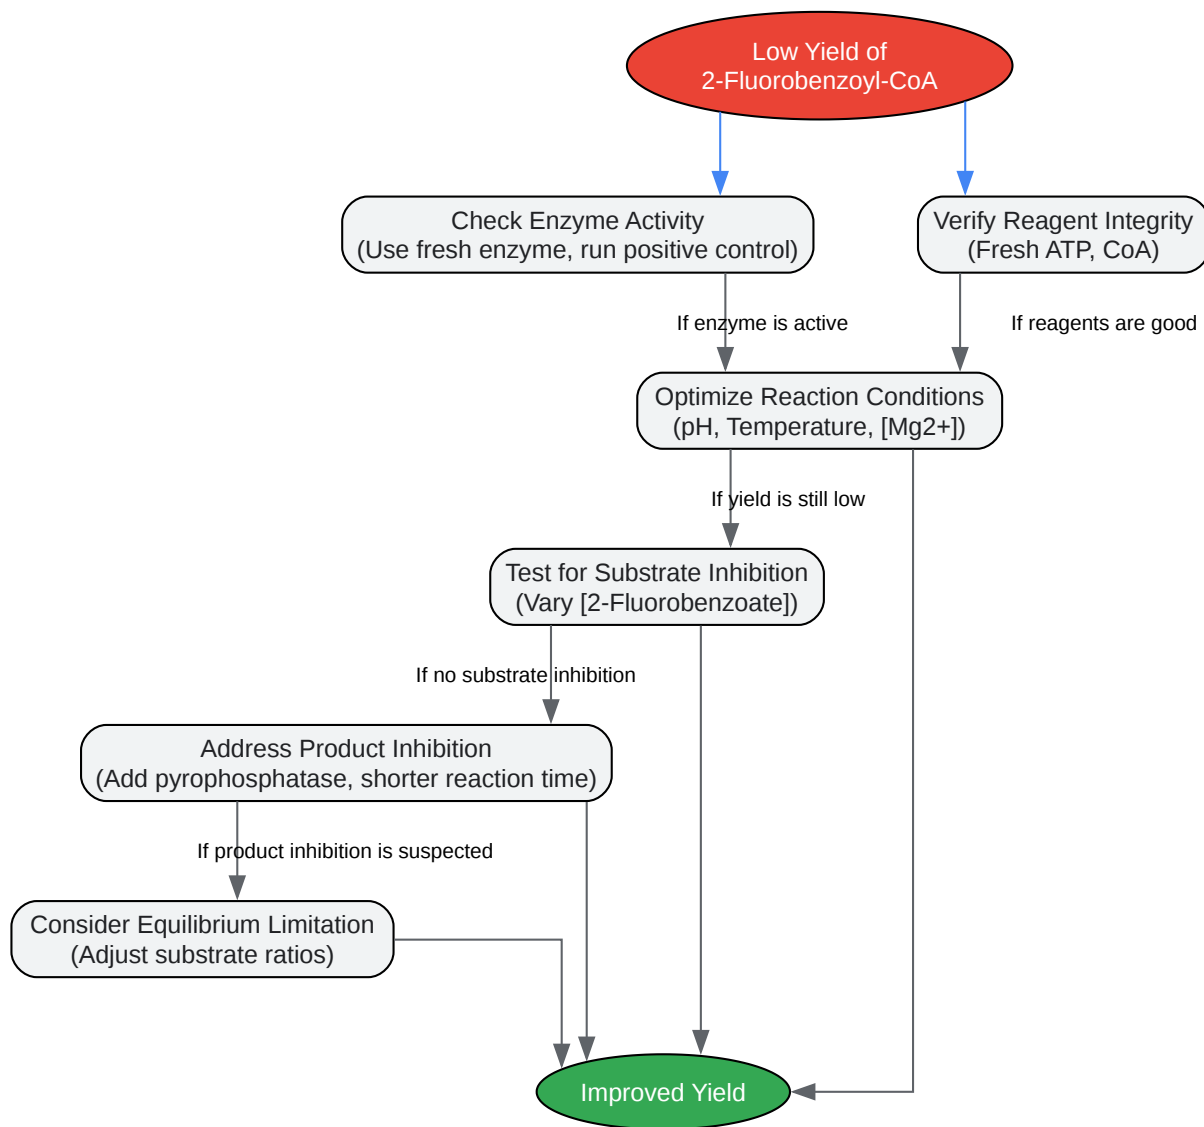 Low Yield of
2-Fluorobenzoyl-CoA
Check Enzyme Activity
(Use fresh enzyme, run positive control)
Verify Reagent Integrity
(Fresh ATP, CoA)
If enzyme is active
If reagents are good
Optimize Reaction Conditions
(pH, Temperature, [Mg2+])
If yield is still low
Test for Substrate Inhibition
(Vary [2-Fluorobenzoate])
If no substrate inhibition
Address Product Inhibition
(Add pyrophosphatase, shorter reaction time)
If product inhibition is suspected
Consider Equilibrium Limitation
(Adjust substrate ratios)
Improved Yield